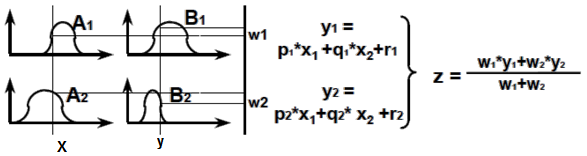 A₁ B₁ w1
y₁ =
p₁*x₁ +q₁*x₂+r₁
A₂ B₂ w2
y₂ =
p₂*x₁+q₂* x₂ +r₂
z = w₁*y₁+w₂*y₂
w₁+w₂
X y